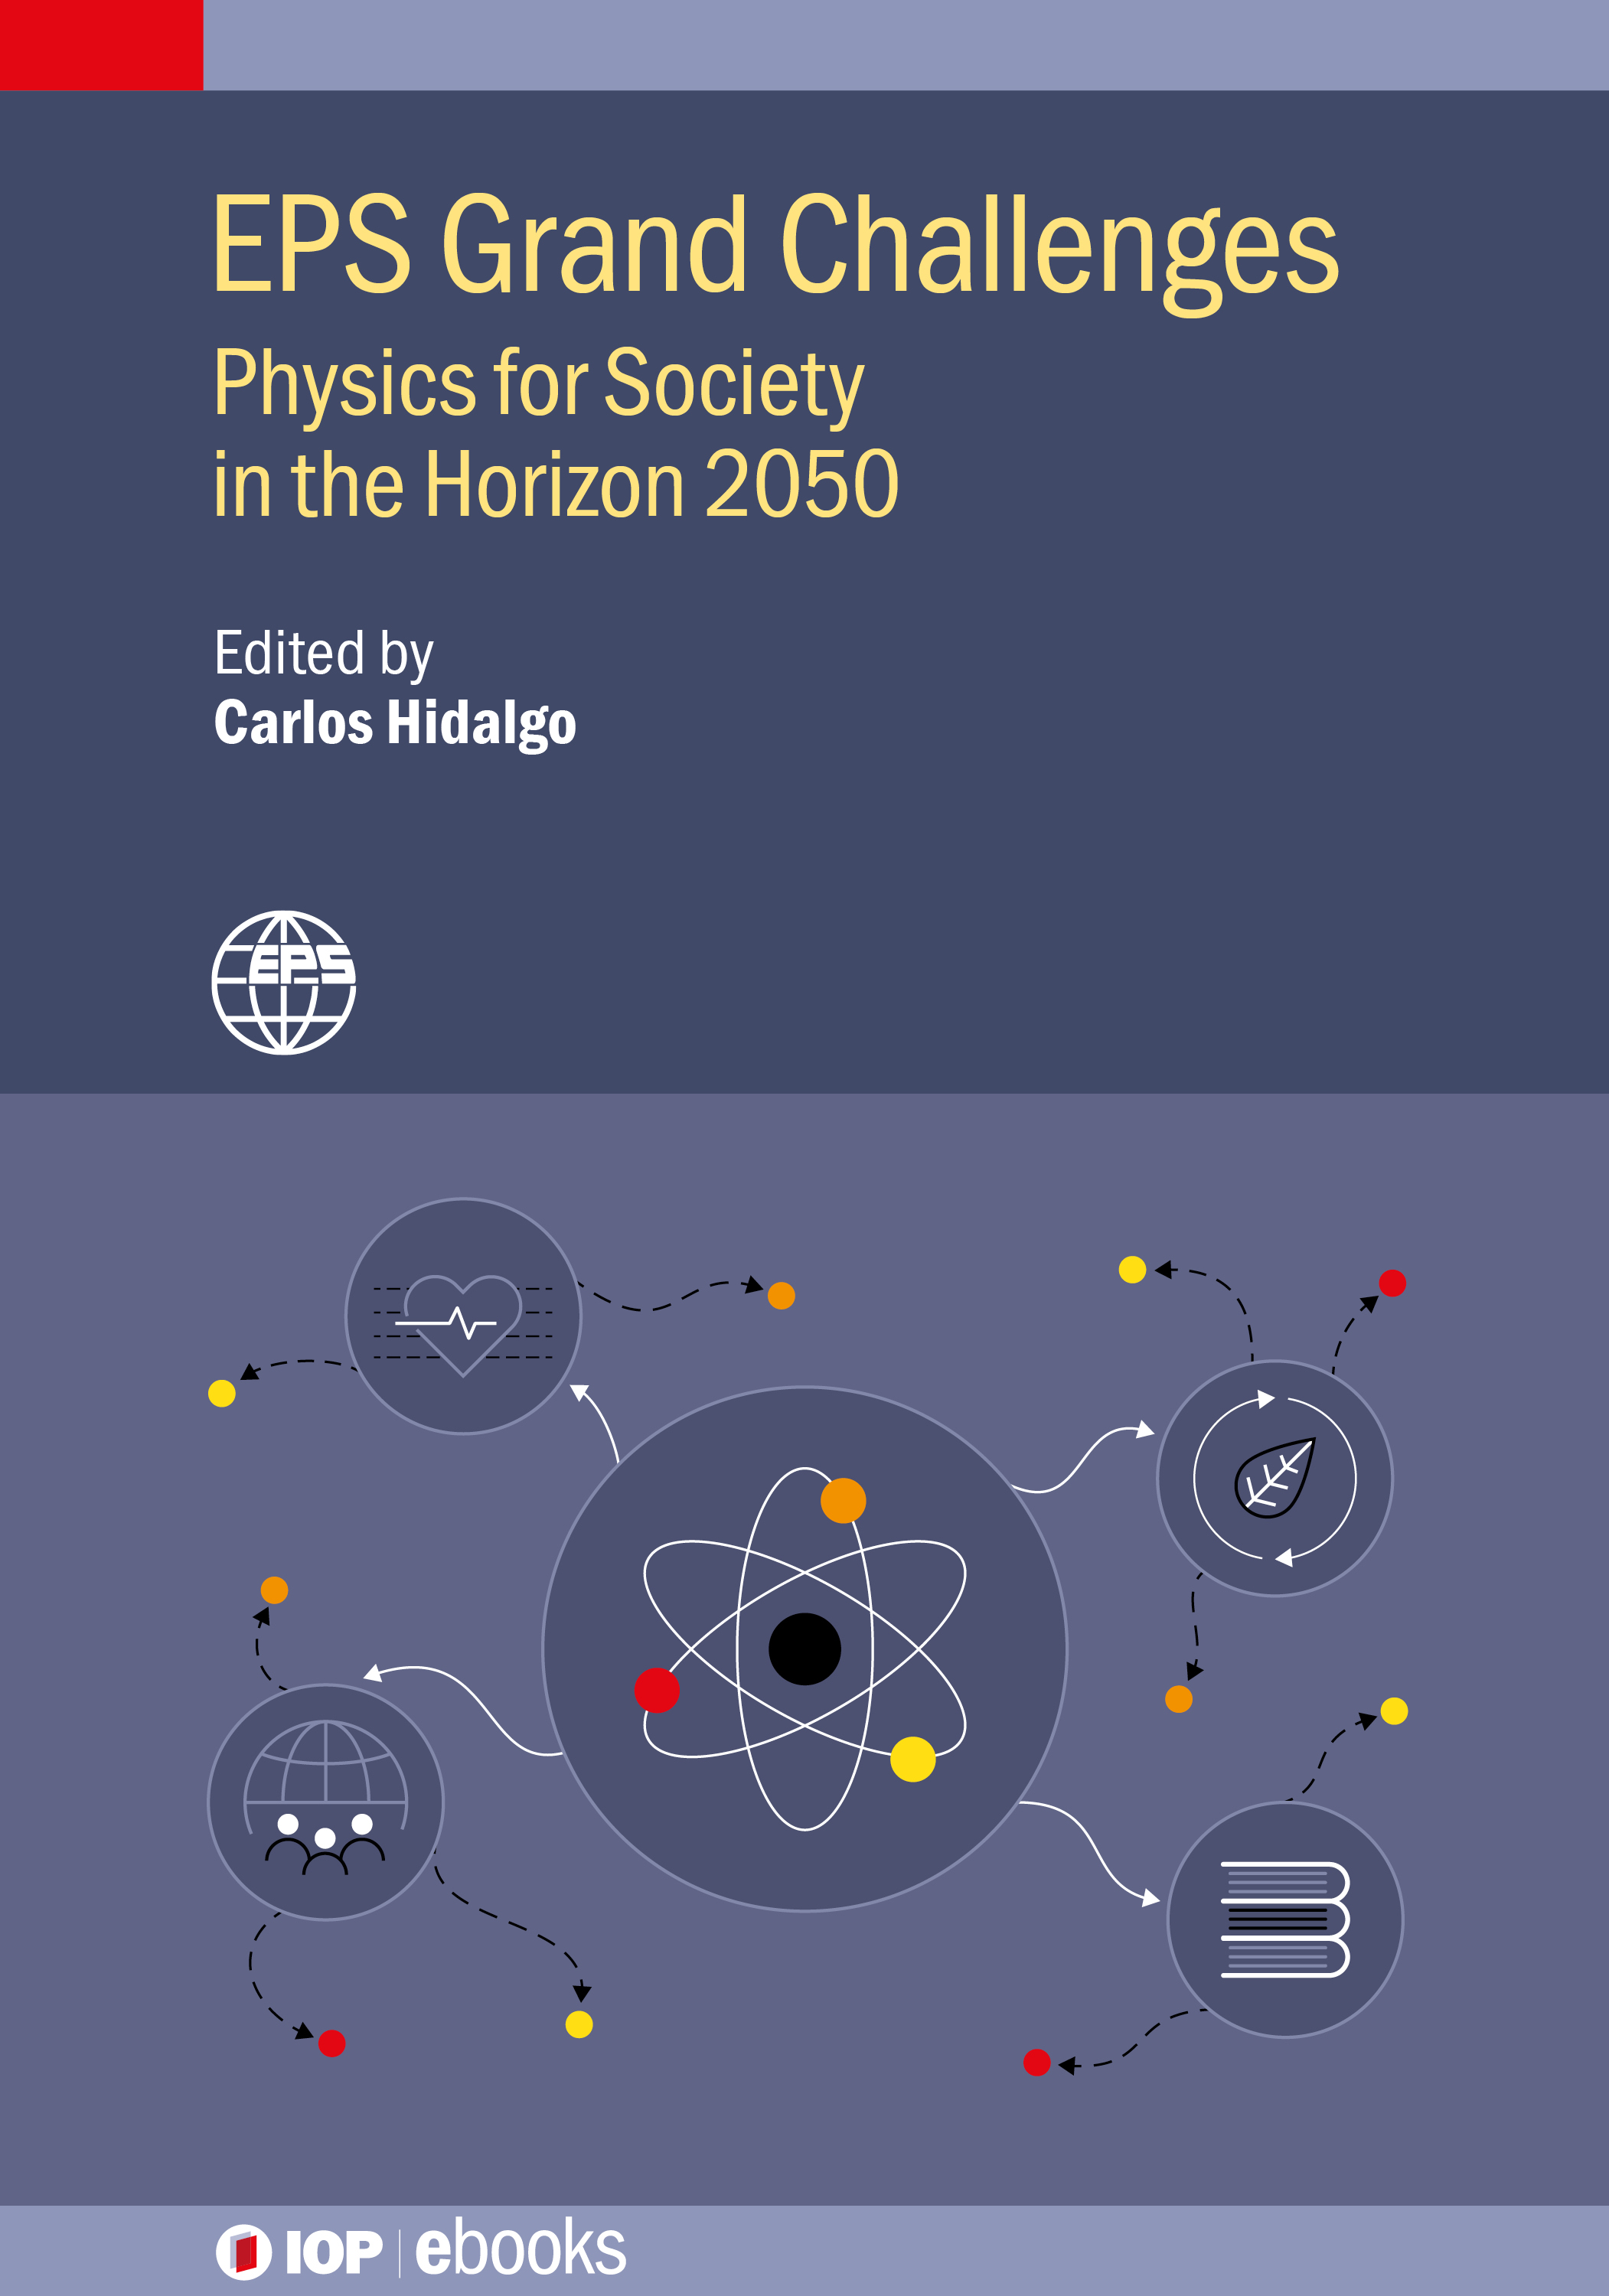 EPS Grand Challenges
Physics for Society
in the Horizon 2050
Edited by
Carlos Hidalgo
EPS
IOP | ebooks